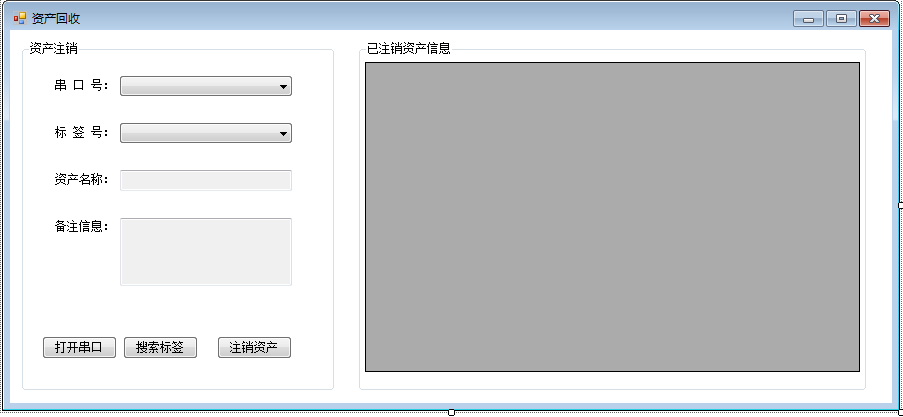 资产回收
资产注销
串 口 号：
标 签 号：
资产名称：
备注信息：
打开串口 搜索标签 注销资产
已注销资产信息